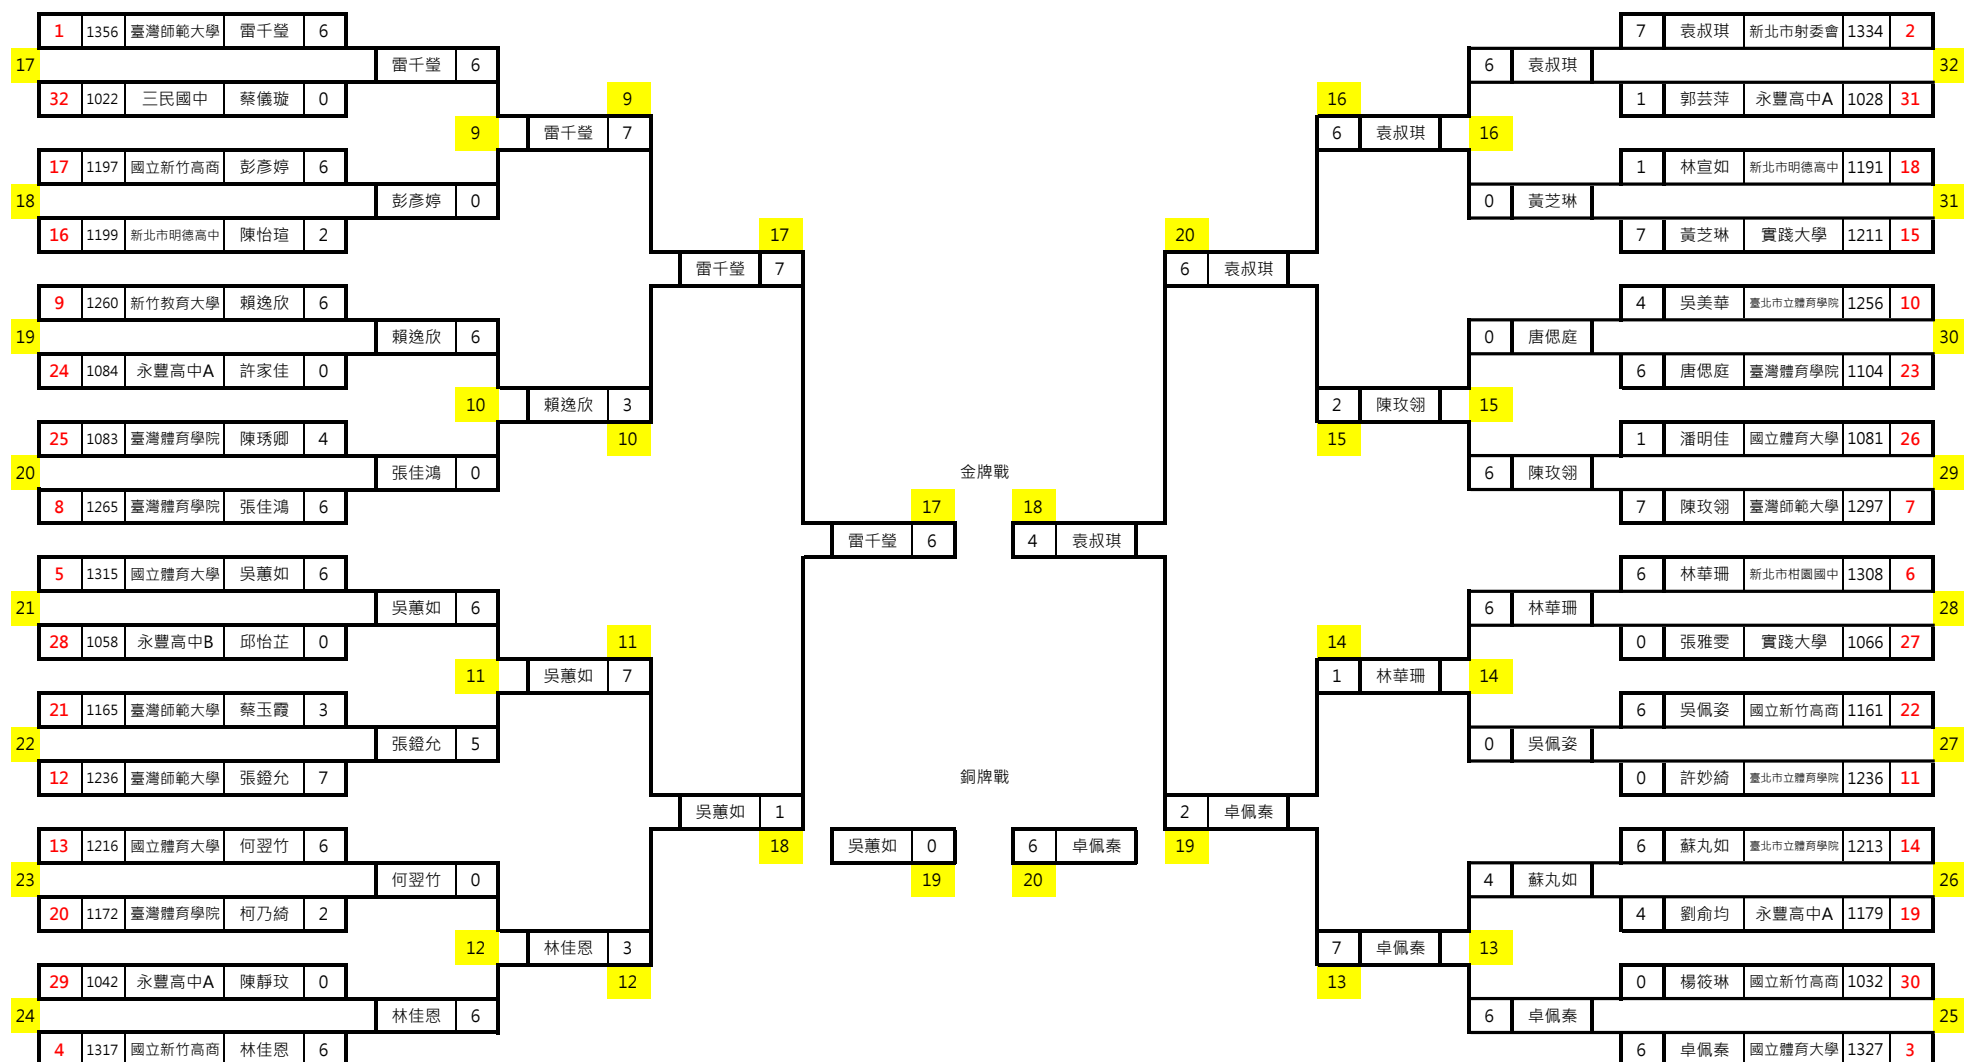 1 1356 臺灣師範大學 雷千瑩 6 7 袁叔琪 新北市射委會 1334 2
17 雷千瑩 6 6 袁叔琪 32
32 1022 三民國中 蔡儀璇 0 9 16 1 郭芸萍 永豐高中A 1028 31
9 雷千瑩 7 6 袁叔琪 16
17 1197 國立新竹高商 彭彥婷 6 1 林宣如 新北市明德高中 1191 18
18 彭彥婷 0 0 黃芝琳 31
16 1199 新北市明德高中 陳怡瑄 2 17 20 7 黃芝琳 實踐大學 1211 15
雷千瑩 7 6 袁叔琪
9 1260 新竹教育大學 賴逸欣 6 4 吳美華 臺北市立體育學院 1256 10
19 賴逸欣 6 0 唐偲庭 30
24 1084 永豐高中A 許家佳 0 6 唐偲庭 臺灣體育學院 1104 23
10 賴逸欣 3 2 陳玫翎 15
25 1083 臺灣體育學院 陳琇卿 4 10 15 1 潘明佳 國立體育大學 1081 26
20 張佳鴻 0 金牌戰 6 陳玫翎 29
8 1265 臺灣體育學院 張佳鴻 6 17 18 7 陳玫翎 臺灣師範大學 1297 7
雷千瑩 6 4 袁叔琪
5 1315 國立體育大學 吳蕙如 6 6 林華珊 新北市柑園國中 1308 6
21 吳蕙如 6 6 林華珊 28
28 1058 永豐高中B 邱怡芷 0 11 14 0 張雅雯 實踐大學 1066 27
11 吳蕙如 7 1 林華珊 14
21 1165 臺灣師範大學 蔡玉霞 3 6 吳佩姿 國立新竹高商 1161 22
22 張鐙允 5 0 吳佩姿 27
12 1236 臺灣師範大學 張鐙允 7 銅牌戰 0 許妙綺 臺北市立體育學院 1236 11
吳蕙如 1 2 卓佩秦
13 1216 國立體育大學 何翌竹 6 18 吳蕙如 0 6 卓佩秦 19 6 蘇丸如 臺北市立體育學院 1213 14
23 何翌竹 0 19 20 4 蘇丸如 26
20 1172 臺灣體育學院 柯乃綺 2 4 劉俞均 永豐高中A 1179 19
12 林佳恩 3 7 卓佩秦 13
29 1042 永豐高中A 陳靜玟 0 12 13 0 楊筱琳 國立新竹高商 1032 30
24 林佳恩 6 6 卓佩秦 25
4 1317 國立新竹高商 林佳恩 6 6 卓佩秦 國立體育大學 1327 3